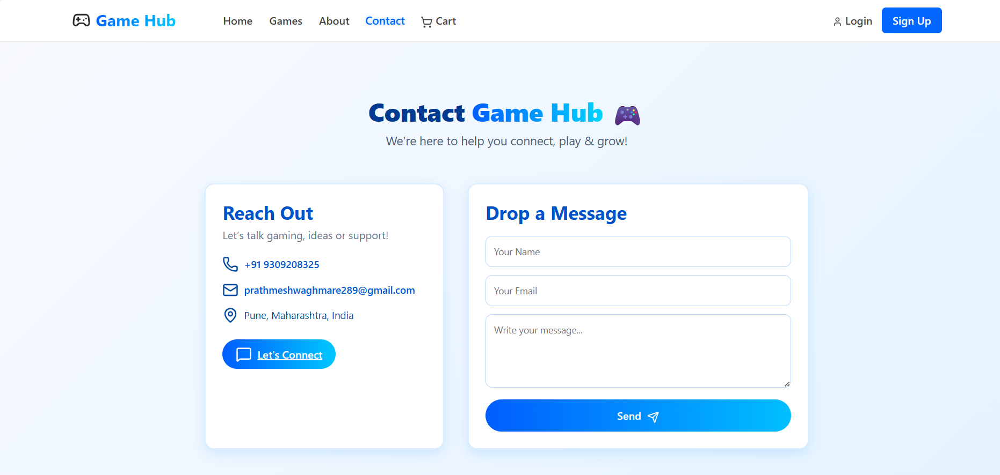 Game Hub Home Games About Contact Cart Login Sign Up
Contact Game Hub
We’re here to help you connect, play & grow!
Reach Out
Let’s talk gaming, ideas or support!
+91 9309208325
prathmeshwaghmare289@gmail.com
Pune, Maharashtra, India
Let's Connect
Drop a Message
Your Name
Your Email
Write your message...
Send